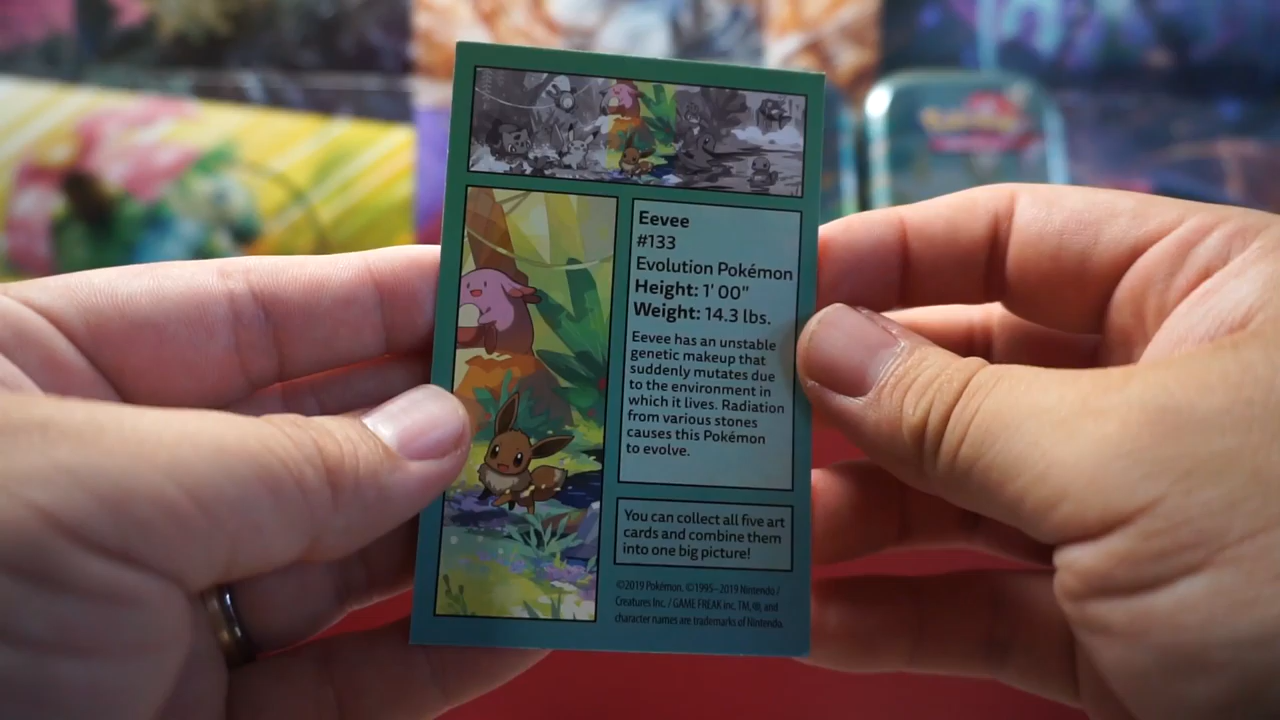 Pokémon
Eevee
#133
Evolution Pokémon
Height: 1' 00"
Weight: 14.3 lbs.
Eevee has an unstable
genetic makeup that
suddenly mutates due
to the environment in
which it lives. Radiation
from various stones
causes this Pokémon
to evolve.
You can collect all five art
cards and combine them
into one big picture!
©2019 Pokémon. ©1995–2019 Nintendo /
Creatures Inc. / GAME FREAK inc. TM, ®, and
character names are trademarks of Nintendo.